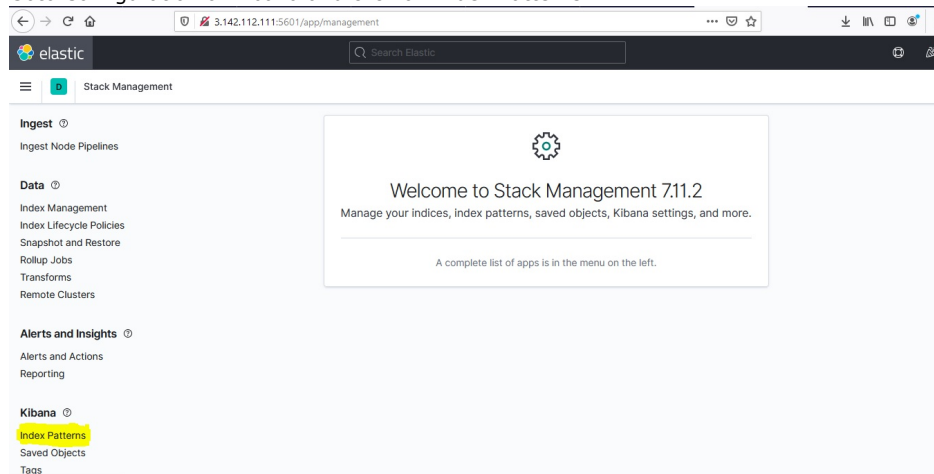 3.142.112.111:5601/app/management
elastic
Search Elastic
D Stack Management
Ingest
Ingest Node Pipelines
Data
Index Management
Index Lifecycle Policies
Snapshot and Restore
Rollup Jobs
Transforms
Remote Clusters
Alerts and Insights
Alerts and Actions
Reporting
Kibana
Index Patterns
Saved Objects
Tags
Welcome to Stack Management 7.11.2
Manage your indices, index patterns, saved objects, Kibana settings, and more.
A complete list of apps is in the menu on the left.